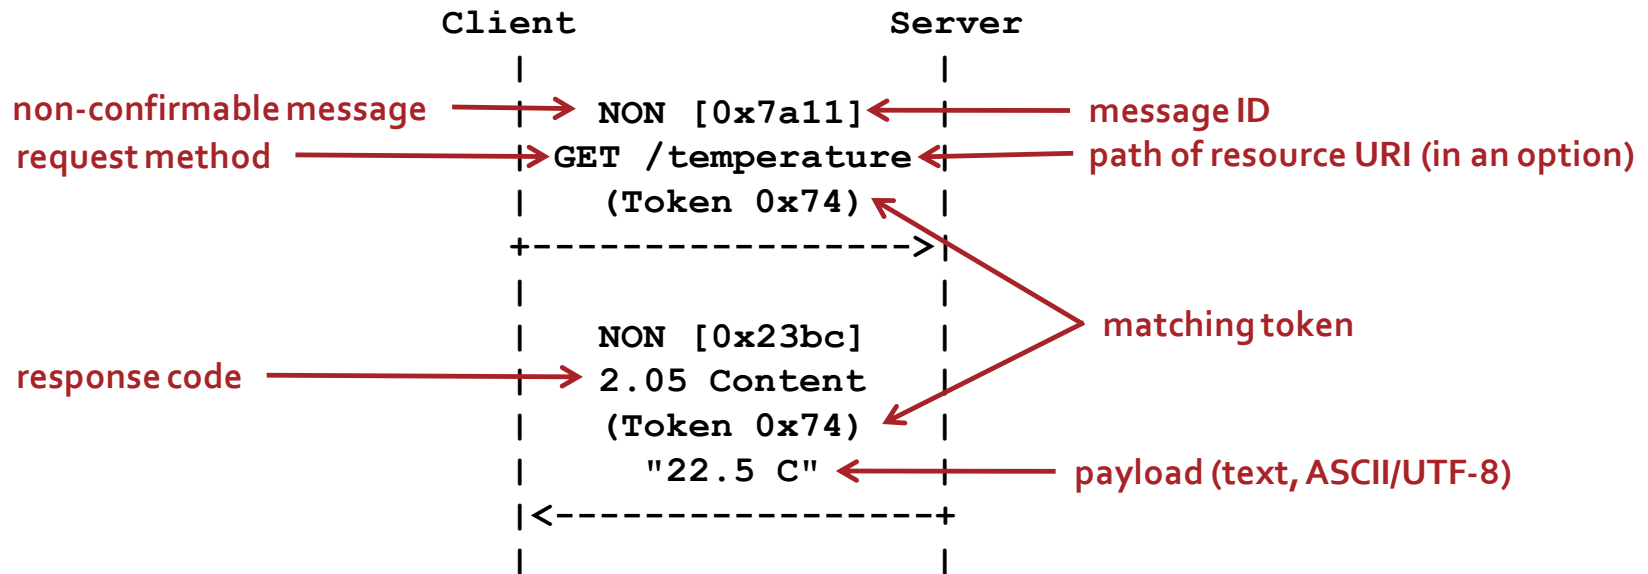 Client Server
non-confirmable message NON [0x7a11] message ID
request method GET /temperature path of resource URI (in an option)
(Token 0x74)
+------------------>
matching token
NON [0x23bc]
response code 2.05 Content
(Token 0x74)
"22.5 C" payload (text, ASCII/UTF-8)
<------------------+